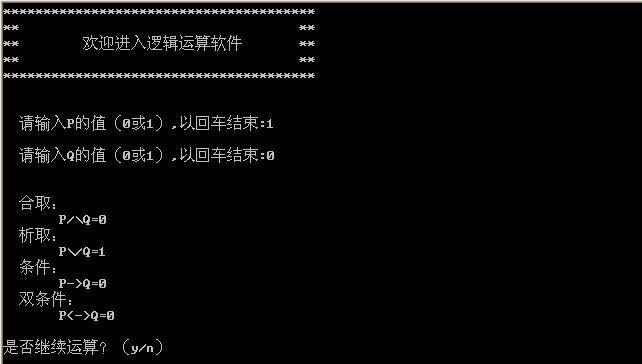 ***************************************
**                                   **
**        欢迎进入逻辑运算软件       **
**                                   **
***************************************
请输入P的值（0或1）,以回车结束:1
请输入Q的值（0或1）,以回车结束:0
合取：
P/\Q=0
析取：
P\/Q=1
条件：
P->Q=0
双条件：
P<->Q=0
是否继续运算？（y/n）